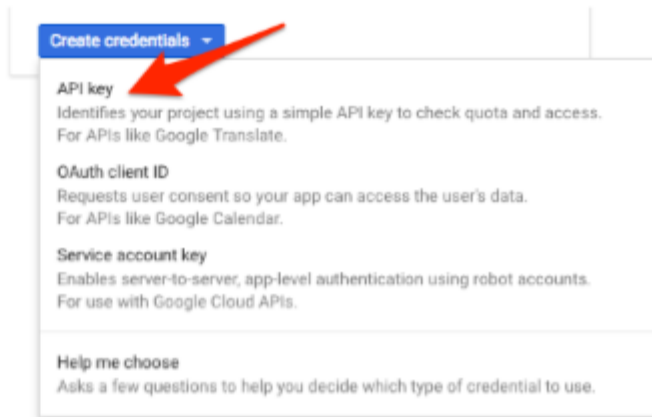 Create credentials
API key
Identifies your project using a simple API key to check quota and access.
For APIs like Google Translate.
OAuth client ID
Requests user consent so your app can access the user's data.
For APIs like Google Calendar.
Service account key
Enables server-to-server, app-level authentication using robot accounts.
For use with Google Cloud APIs.
Help me choose
Asks a few questions to help you decide which type of credential to use.